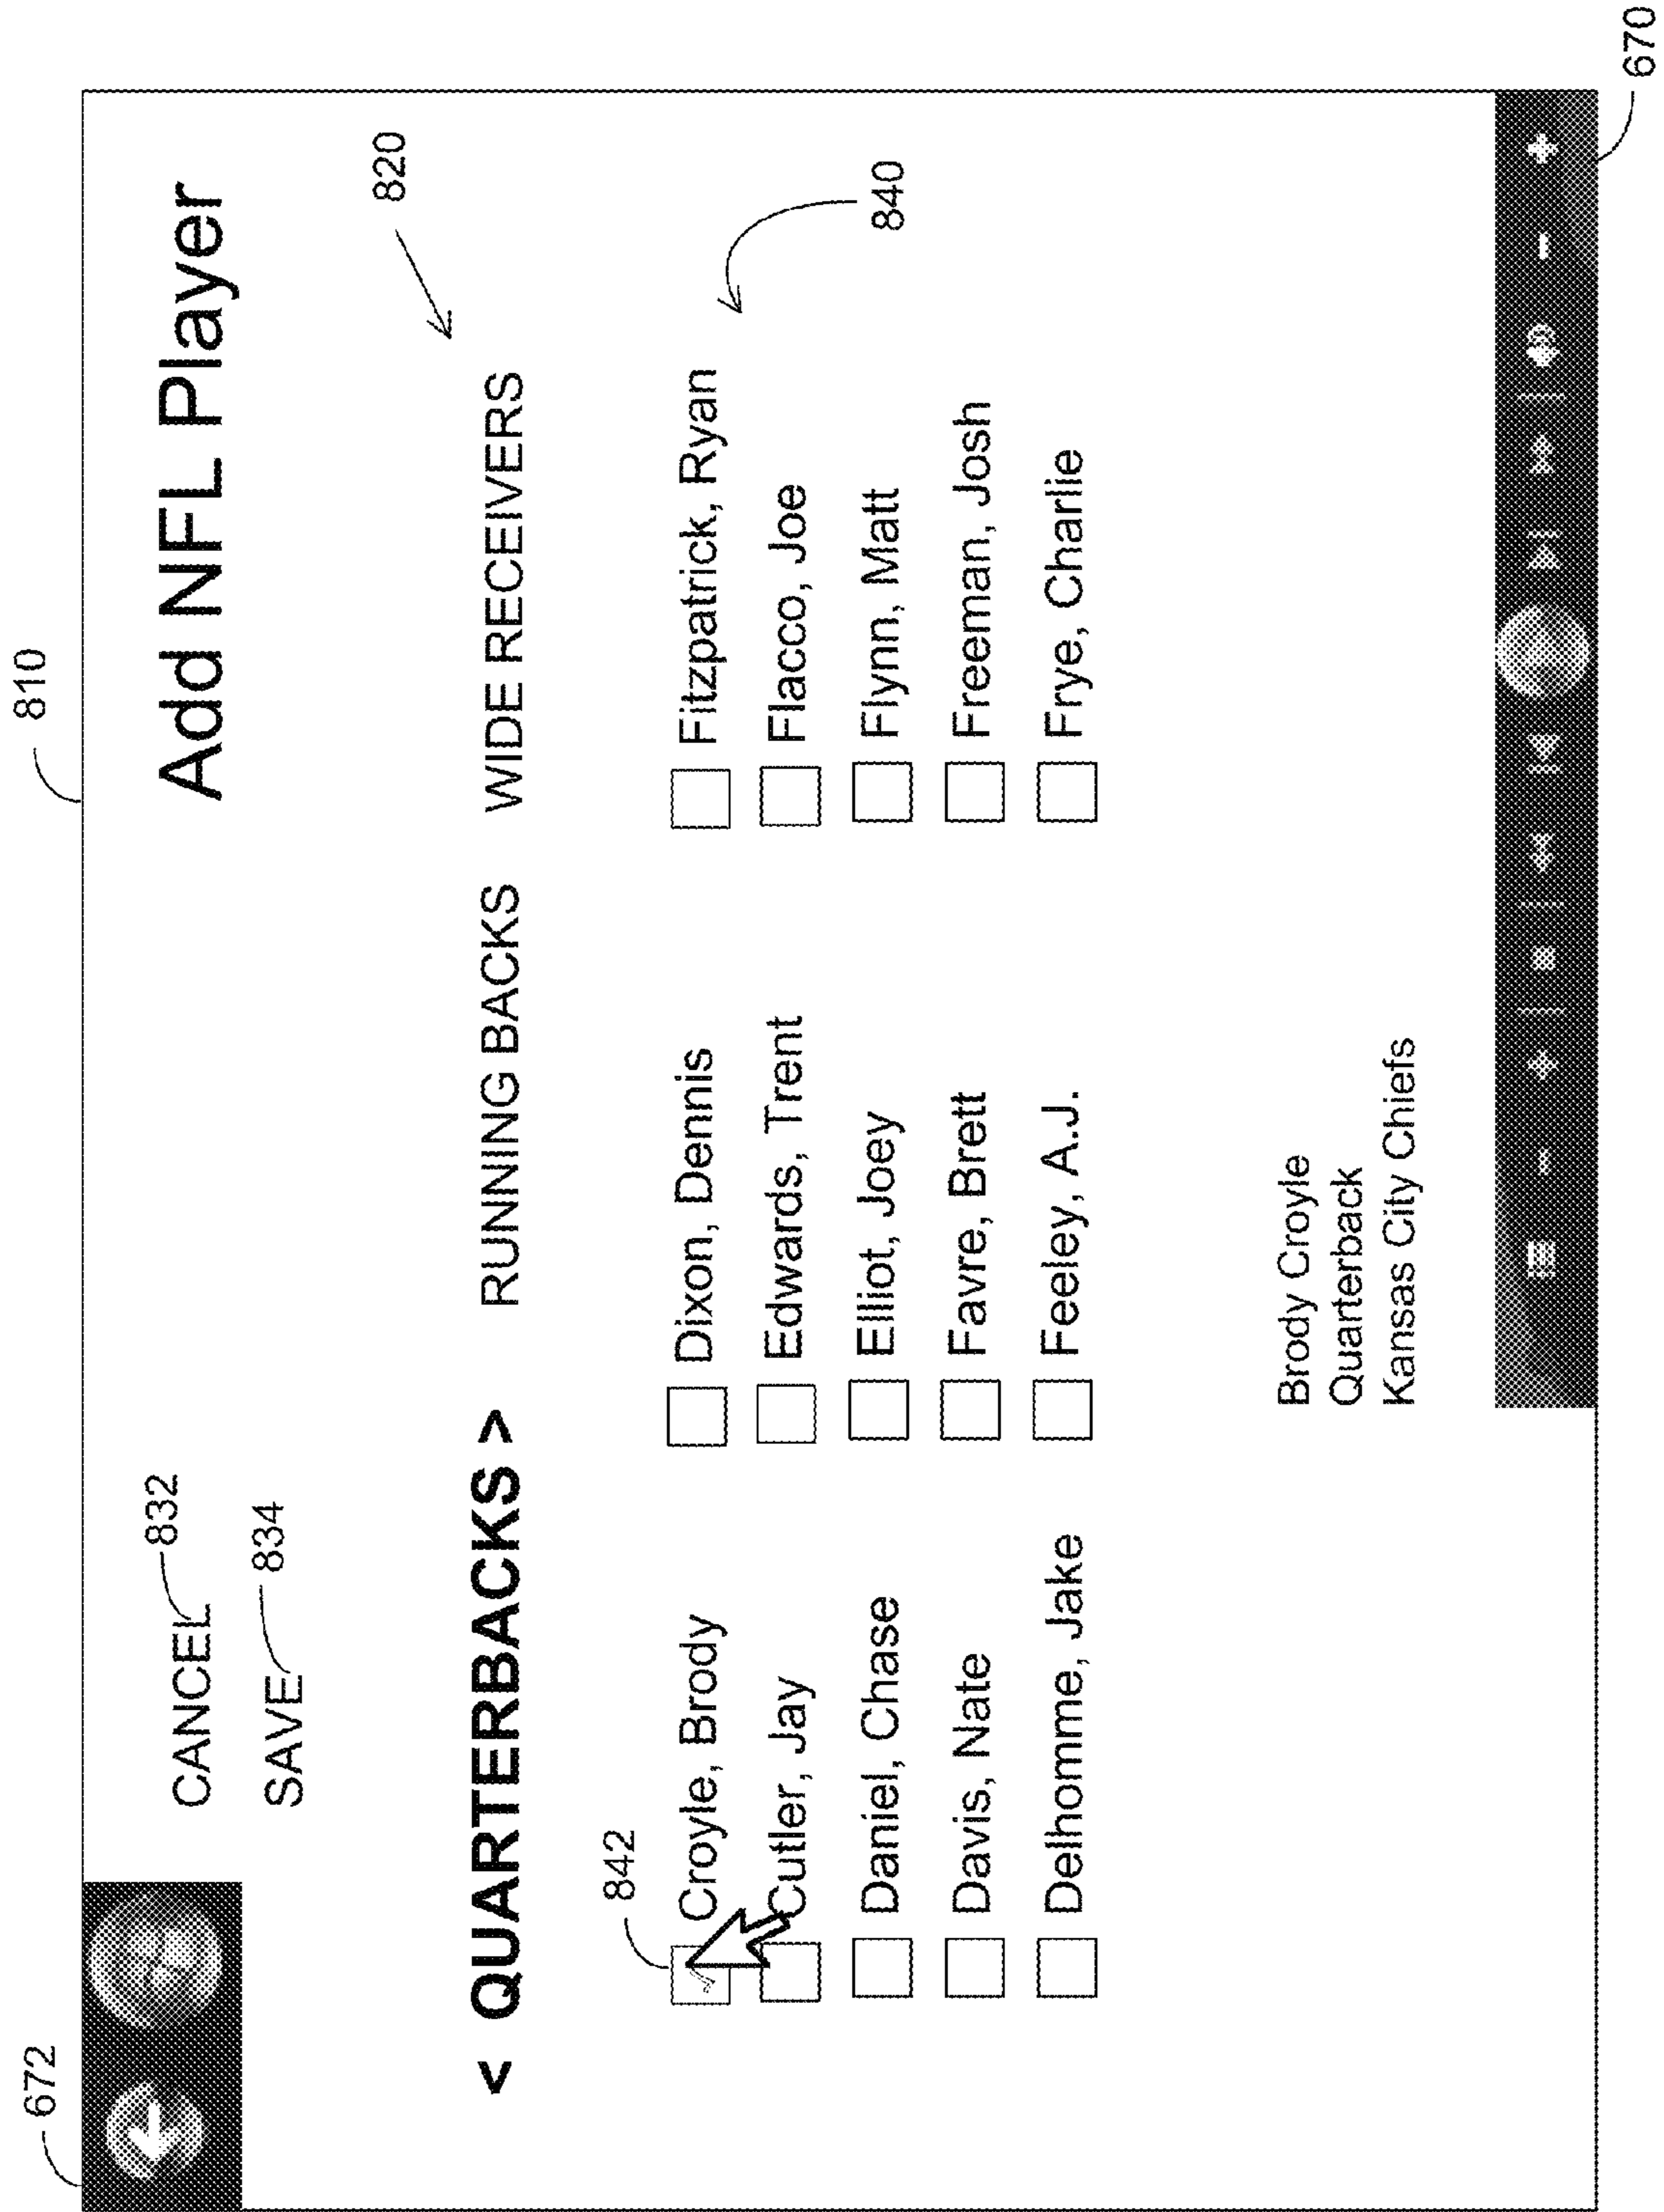 810
672
Add NFL Player
CANCEL
832
SAVE
834
820
< QUARTERBACKS > RUNNING BACKS WIDE RECEIVERS
842
Croyle, Brody
Cutler, Jay
Daniel, Chase
Davis, Nate
Delhomme, Jake
Dixon, Dennis
Edwards, Trent
Elliot, Joey
Favre, Brett
Feeley, A.J.
Fitzpatrick, Ryan
Flacco, Joe
Flynn, Matt
Freeman, Josh
Frye, Charlie
840
Brody Croyle
Quarterback
Kansas City Chiefs
670